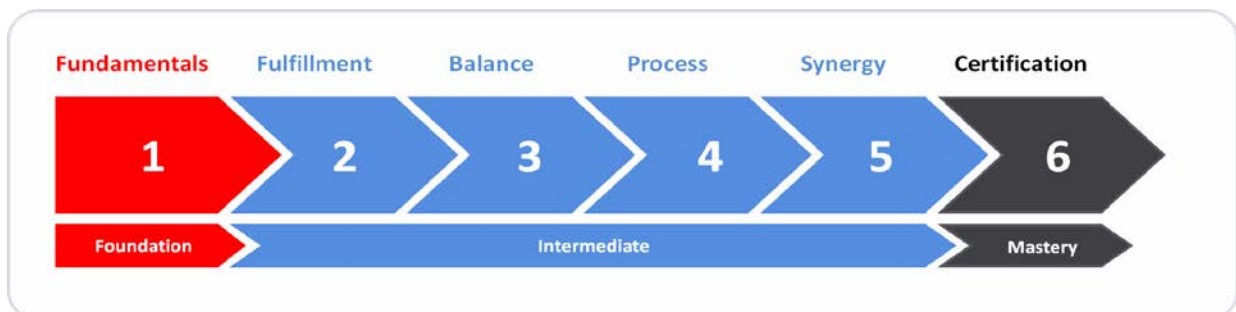 Fundamentals Fulfillment Balance Process Synergy Certification
1 2 3 4 5 6
Foundation Intermediate Mastery